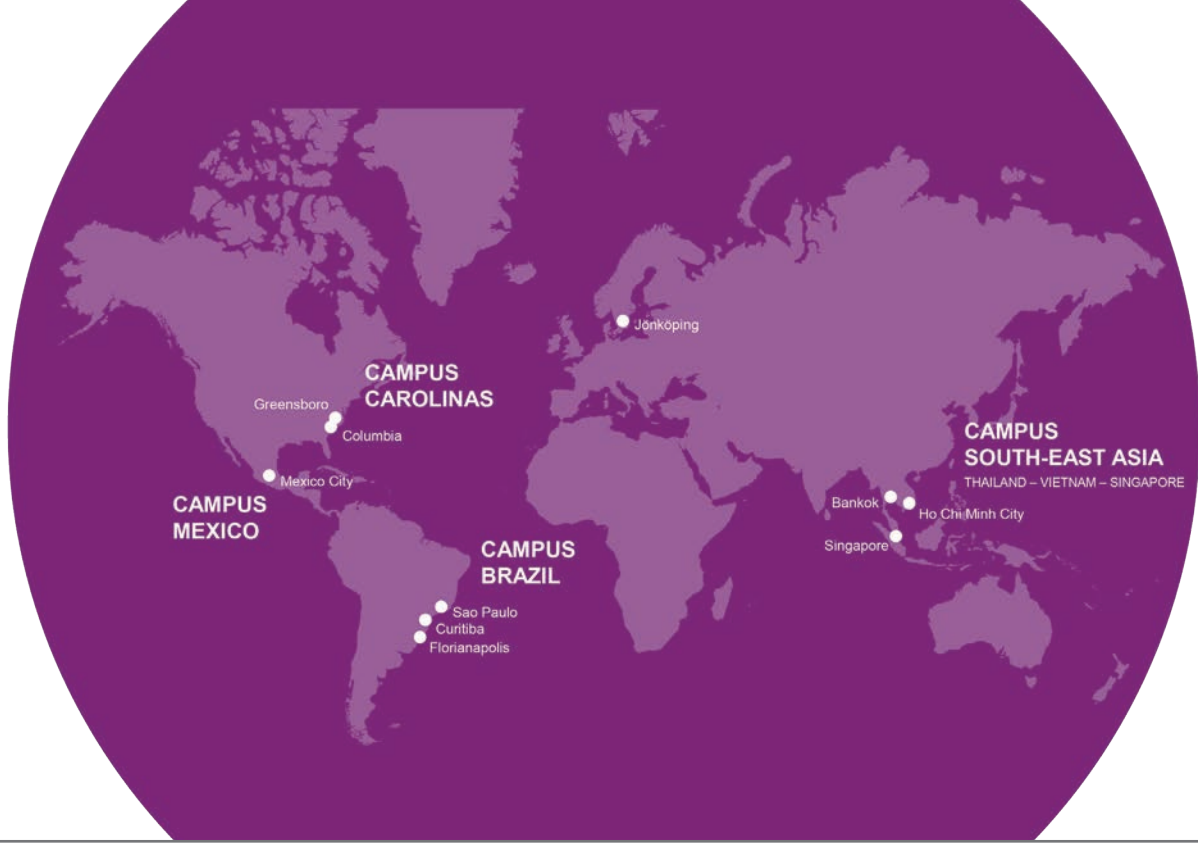 Jönköping
CAMPUS
CAROLINAS
Greensboro
Columbia
Mexico City
CAMPUS
MEXICO
CAMPUS
BRAZIL
Sao Paulo
Curitiba
Florianapolis
CAMPUS
SOUTH-EAST ASIA
THAILAND – VIETNAM – SINGAPORE
Bankok
Ho Chi Minh City
Singapore